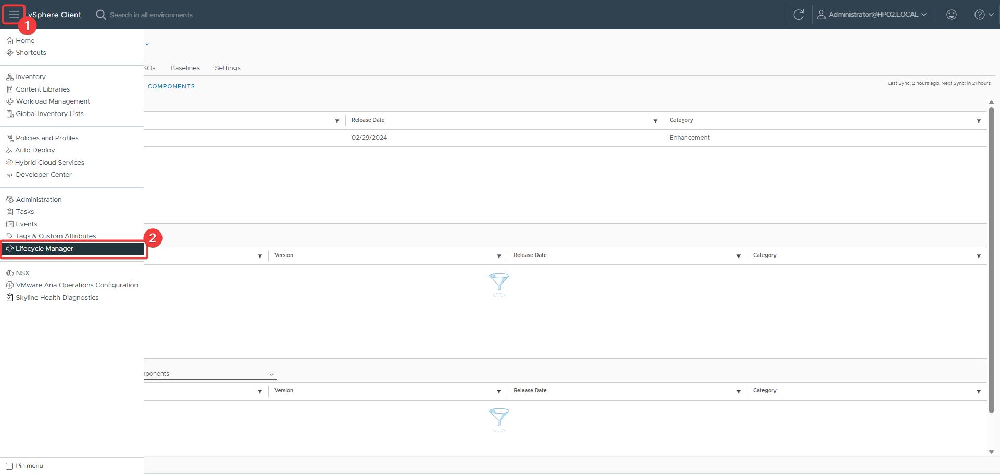 vSphere Client
Search in all environments
Administrator@HP02.LOCAL
1
Home
Shortcuts
SOs Baselines Settings
Inventory
COMPONENTS
Last Sync: 2 hours ago. Next Sync: in 21 hours
Content Libraries
Workload Management
Global Inventory Lists
Release Date Category
02/29/2024 Enhancement
Policies and Profiles
Auto Deploy
Hybrid Cloud Services
Developer Center
Administration
Tasks
Events
Tags & Custom Attributes
2
Lifecycle Manager
Version Release Date Category
NSX
VMware Aria Operations Configuration
Skyline Health Diagnostics
ponents
Version Release Date Category
Pin menu